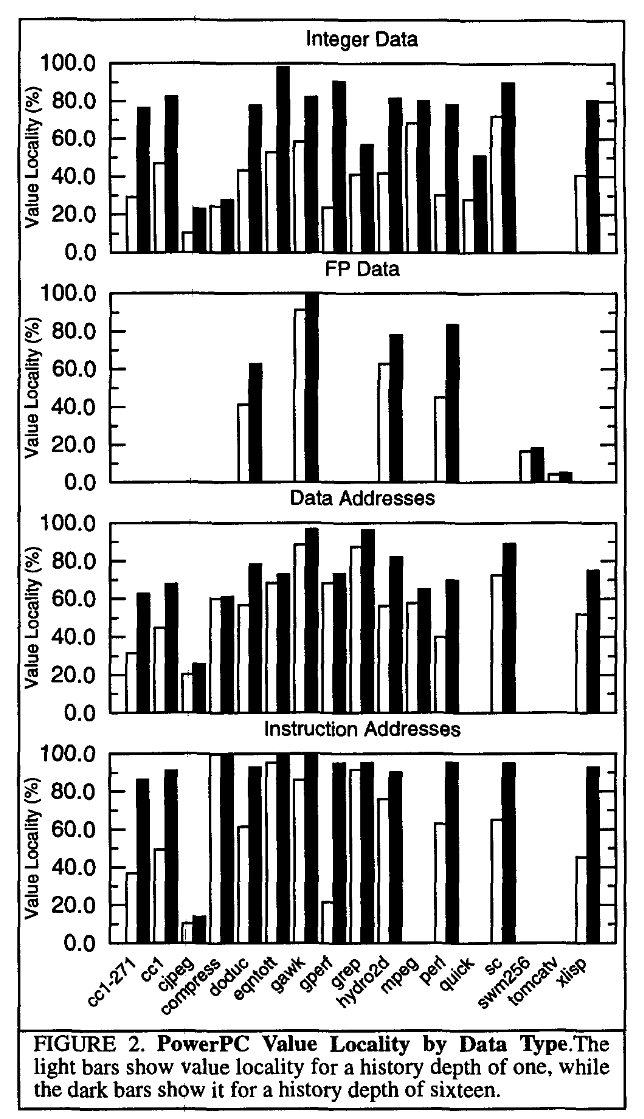 Integer Data
Value Locality (%)
100.0
80.0
60.0
40.0
20.0
0.0
FP Data
Value Locality (%)
100.0
80.0
60.0
40.0
20.0
0.0
Data Addresses
Value Locality (%)
100.0
80.0
60.0
40.0
20.0
0.0
Instruction Addresses
Value Locality (%)
100.0
80.0
60.0
40.0
20.0
0.0
cc1-271
cc1
cjpeg
compress
doduc
eqntott
gawk
gperf
grep
hydro2d
mpeg
perl
quick
sc
swm256
tomcatv
xlisp
FIGURE 2. PowerPC Value Locality by Data Type.The
light bars show value locality for a history depth of one, while
the dark bars show it for a history depth of sixteen.